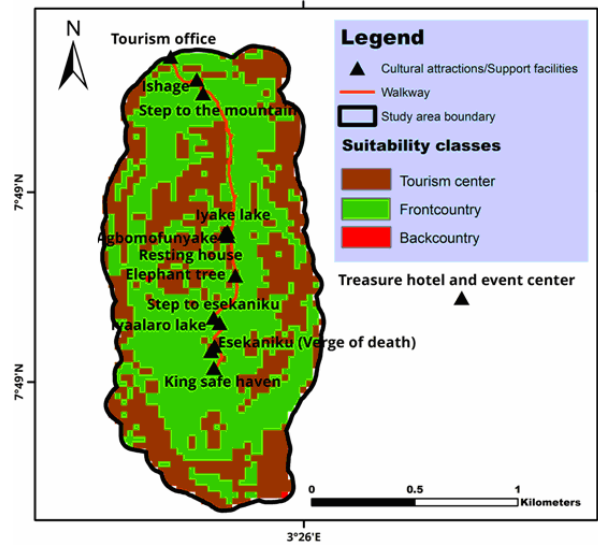 N
Tourism office
Ishage
Step to the mountain
Iyake lake
Agbomofunyake
Resting house
Elephant tree
Step to esekaniku
Iyaalaro lake
Esekaniku (Verge of death)
King safe haven
Legend
Cultural attractions/Support facilities
Walkway
Study area boundary
Suitability classes
Tourism center
Frontcountry
Backcountry
Treasure hotel and event center
7°49'N
7°49'N
0 0.5 1
Kilometers
3°26'E